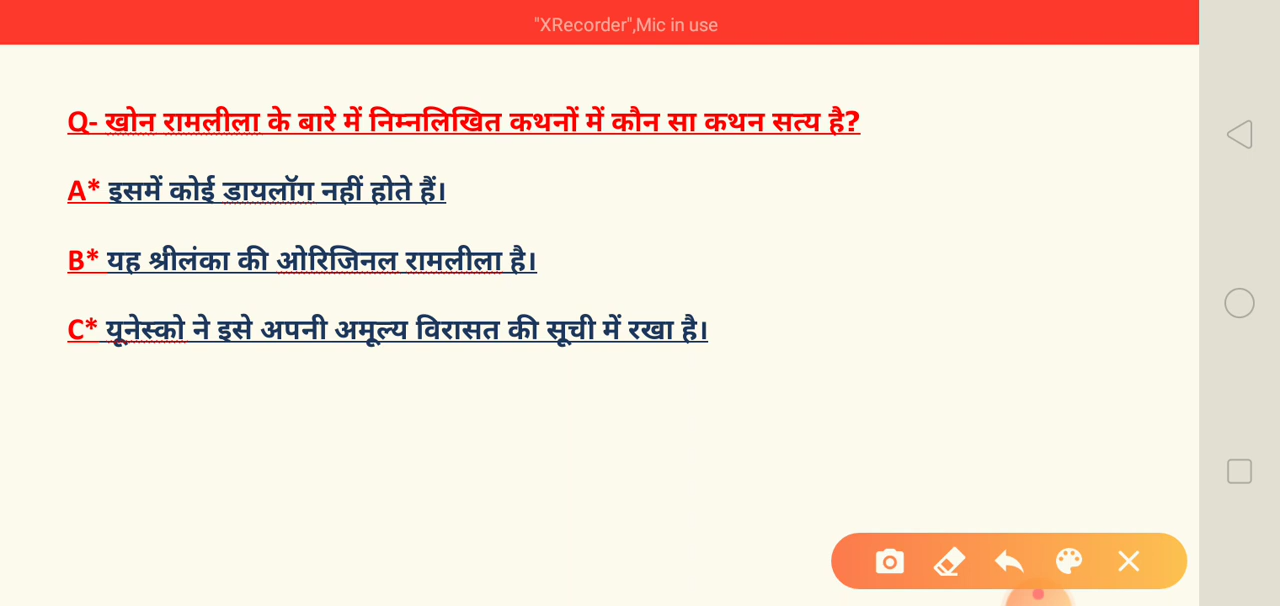 "XRecorder",Mic in use
Q- खोन रामलीला के बारे में निम्नलिखित कथनों में कौन सा कथन सत्य है?
A* इसमें कोई डायलॉग नहीं होते हैं।
B* यह श्रीलंका की ओरिजिनल रामलीला है।
C* यूनेस्को ने इसे अपनी अमूल्य विरासत की सूची में रखा है।